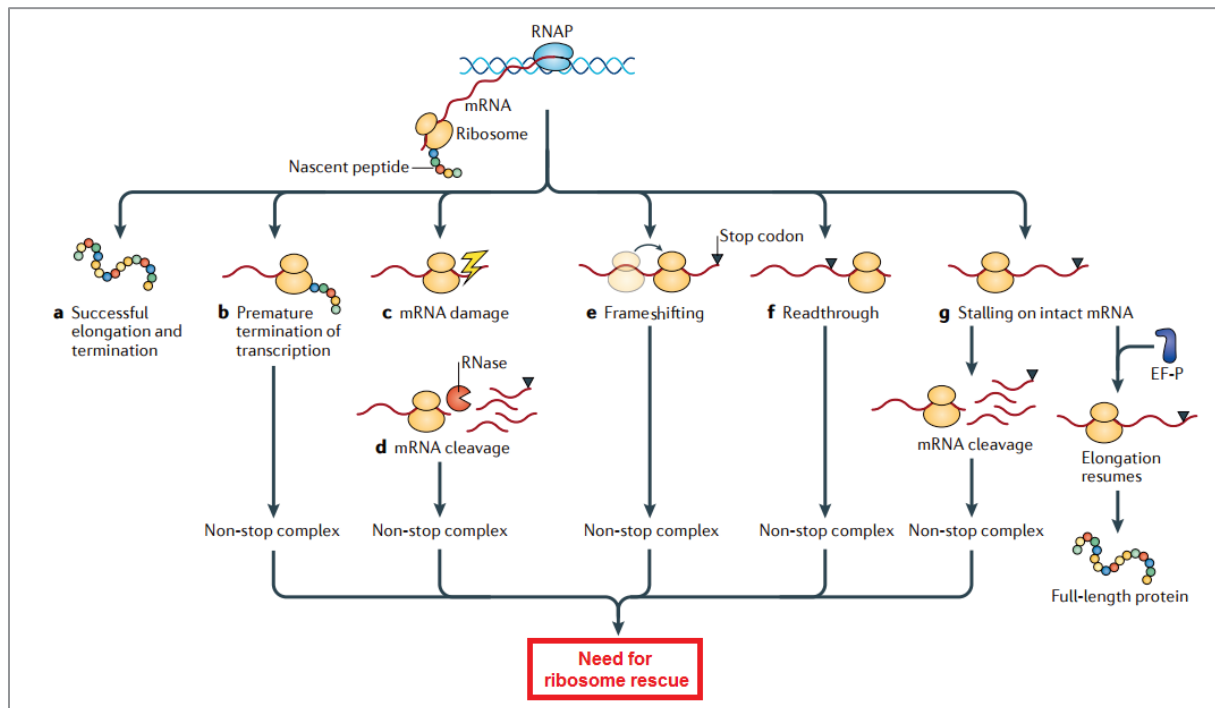 RNAP
mRNA
Ribosome
Nascent peptide
Stop codon
a Successful
elongation and
termination
b Premature
termination of
transcription
c mRNA damage
e Frameshifting
f Readthrough
g Stalling on intact mRNA
RNase
EF-P
d mRNA cleavage
mRNA cleavage
Elongation
resumes
Non-stop complex
Non-stop complex
Non-stop complex
Non-stop complex
Non-stop complex
Full-length protein
Need for
ribosome rescue